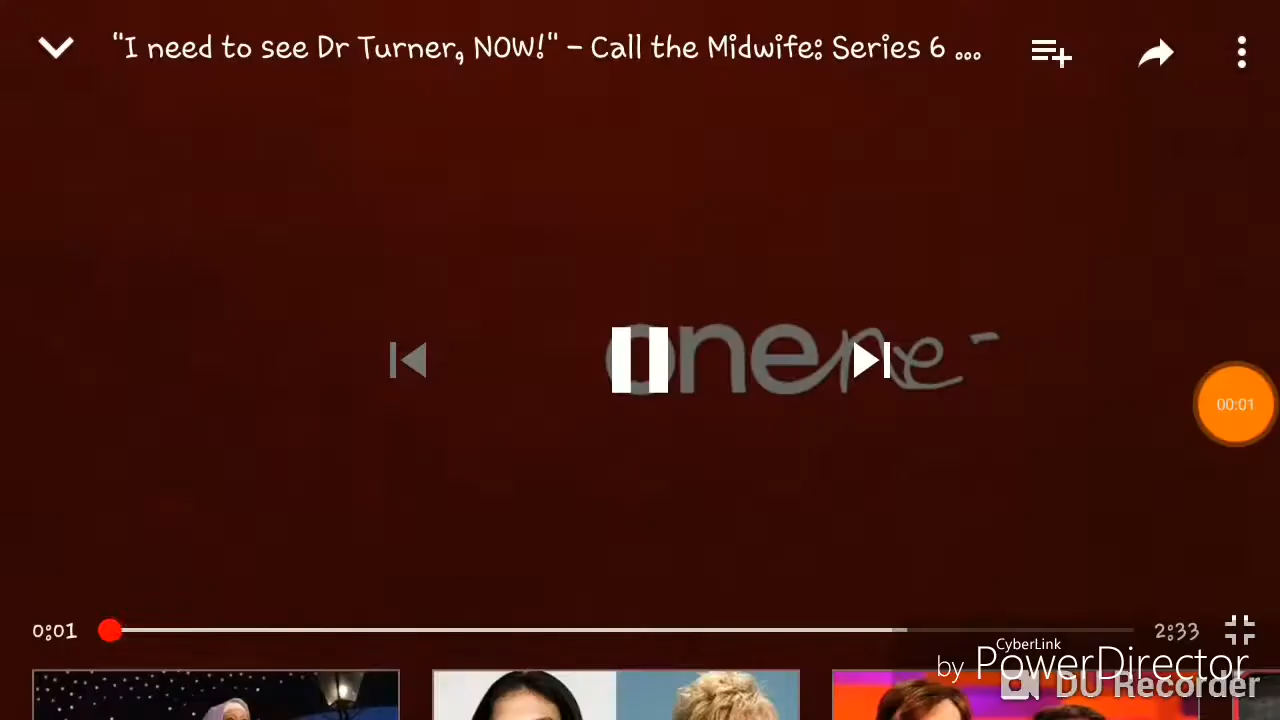 "I need to see Dr Turner, NOW!" - Call the Midwife: Series 6 ...
one
00:01
0:01
2:33
CyberLink
by PowerDirector
DU Recorder